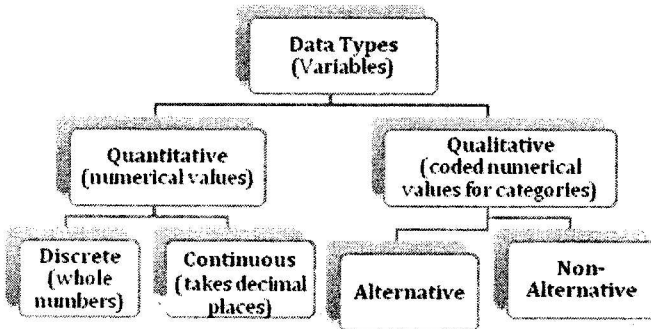 Data Types
(Variables)
Quantitative
(numerical values)
Qualitative
(coded numerical
values for categories)
Discrete
(whole
numbers)
Continuous
(takes decimal
places)
Alternative
Non-
Alternative